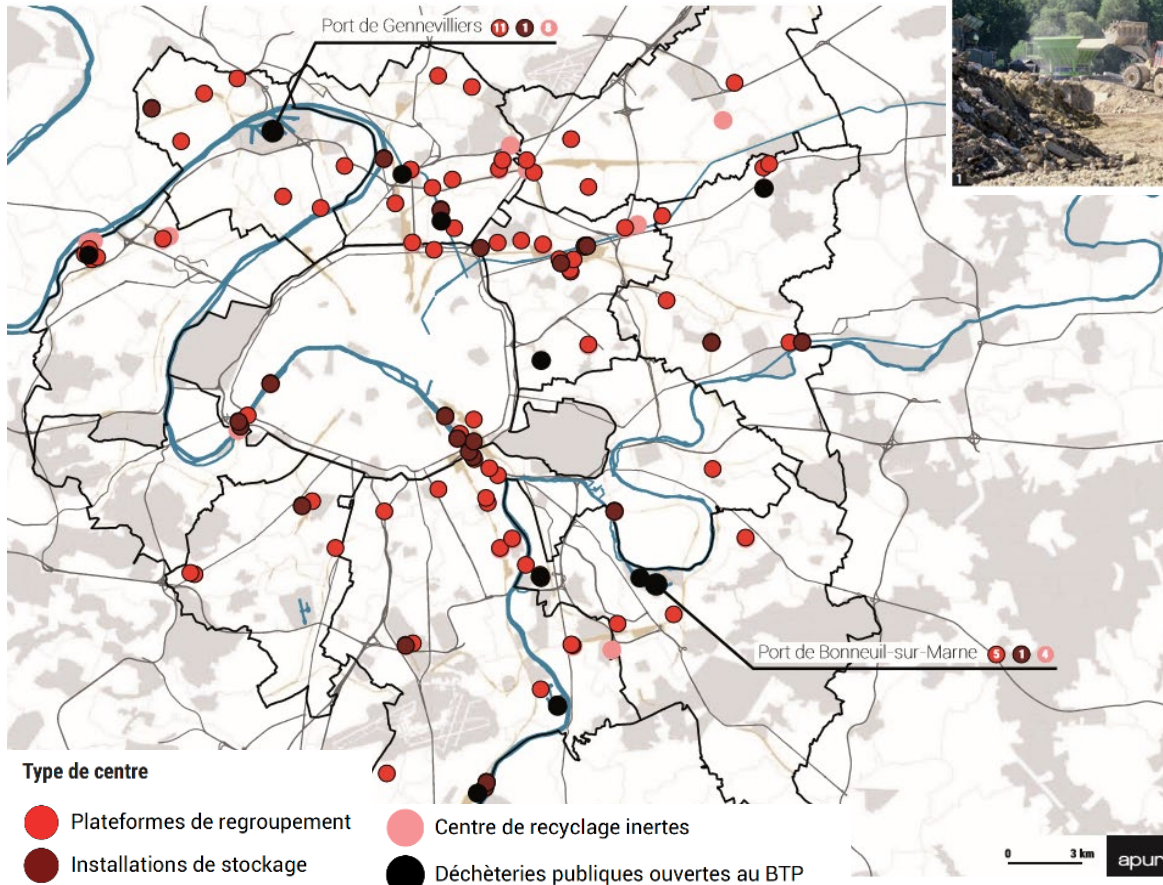 Port de Gennevilliers 11 1 8
1
Port de Bonneuil-sur-Marne 5 1 4
Type de centre
Plateformes de regroupement
Installations de stockage
Centre de recyclage inertes
Déchèteries publiques ouvertes au BTP
0 3 km
apur